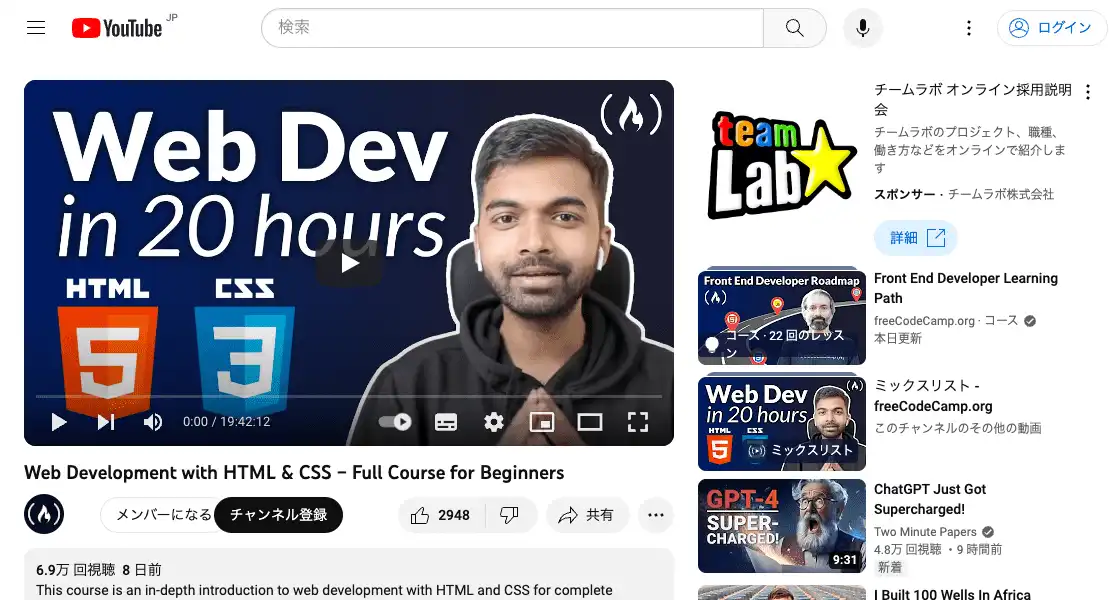 YouTube JP
検索
ログイン
Web Dev
in 20 hours
HTML
CSS
5
3
0:00 / 19:42:12
Web Development with HTML & CSS – Full Course for Beginners
メンバーになる
チャンネル登録
2948
共有
6.9万 回視聴 8 日前
This course is an in-depth introduction to web development with HTML and CSS for complete
team
Lab
チームラボ オンライン採用説明
会
チームラボのプロジェクト、職種、
働き方などをオンラインで紹介しま
す
スポンサー・チームラボ株式会社
詳細
Front End Developer Roadmap
コース · 22 回のレッス
ン
Front End Developer Learning
Path
freeCodeCamp.org · コース
本日更新
Web Dev
in 20 hours
HTML
CSS
5
ミックスリスト
ミックスリスト -
freeCodeCamp.org
このチャンネルのその他の動画
GPT-4
SUPER-
CHARGED!
9:31
ChatGPT Just Got
Supercharged!
Two Minute Papers
4.8万 回視聴 ・9 時間前
新着
I Built 100 Wells In Africa